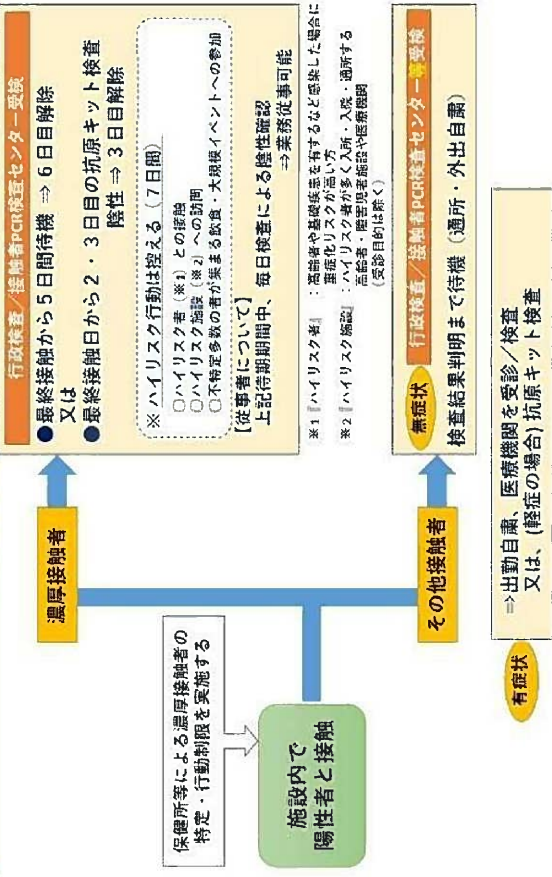 保健所等による濃厚接触者の
特定・行動制限を実施する
施設内で
陽性者と接触
濃厚接触者
行政検査／接触者PCR検査センター受検
●最終接触から5日間待機 ⇒ 6日目解除
又は
●最終接触日から2・3日目の抗原キット検査
陰性 ⇒ 3日目解除
※ハイリスク行動は控える（7日間）
○ハイリスク者（※1）との接触
○ハイリスク施設（※2）への訪問
○不特定多数の者が集まる飲食・大規模イベントへの参加
【従事者について】
上記待期期間中、毎日検査による陰性確認
⇒業務従事可能
※1『ハイリスク者』：高齢者や基礎疾患を有するなど感染した場合に
重症化リスクが高い方
※2『ハイリスク施設』：ハイリスク者が多く入所・入院・通所する
高齢者・障害児者施設や医療機関
（受診目的は除く）
その他接触者
無症状
行政検査／接触者PCR検査センター等受検
検査結果判明まで待機（通所・外出自粛）
有症状
⇒出勤自粛、医療機関を受診／検査
又は、(軽症の場合) 抗原キット検査